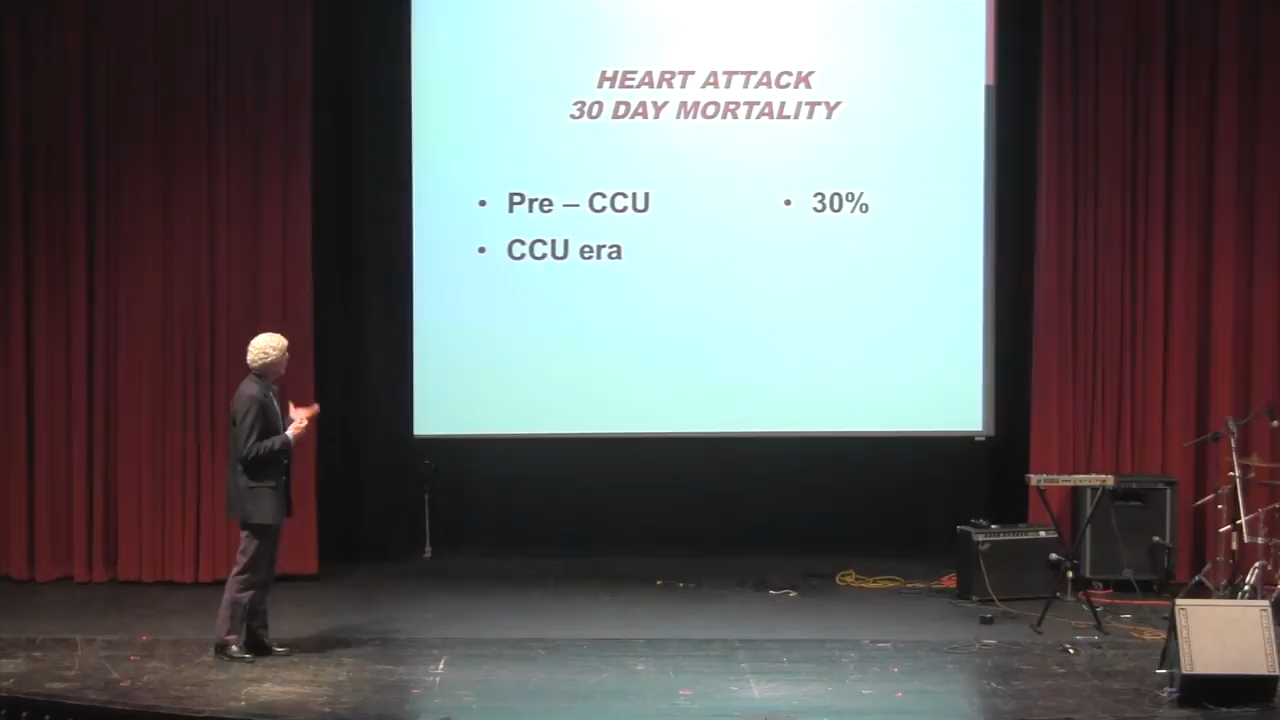 HEART ATTACK
30 DAY MORTALITY
• Pre – CCU • 30%
• CCU era